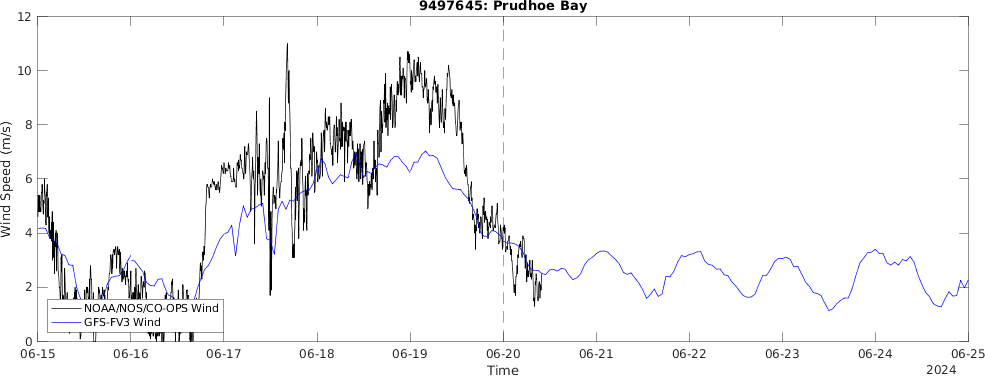 9497645: Prudhoe Bay
12
10
8
6
4
2
0
Wind Speed (m/s)
NOAA/NOS/CO-OPS Wind
GFS-FV3 Wind
06-15 06-16 06-17 06-18 06-19 06-20 06-21 06-22 06-23 06-24 06-25
Time
2024